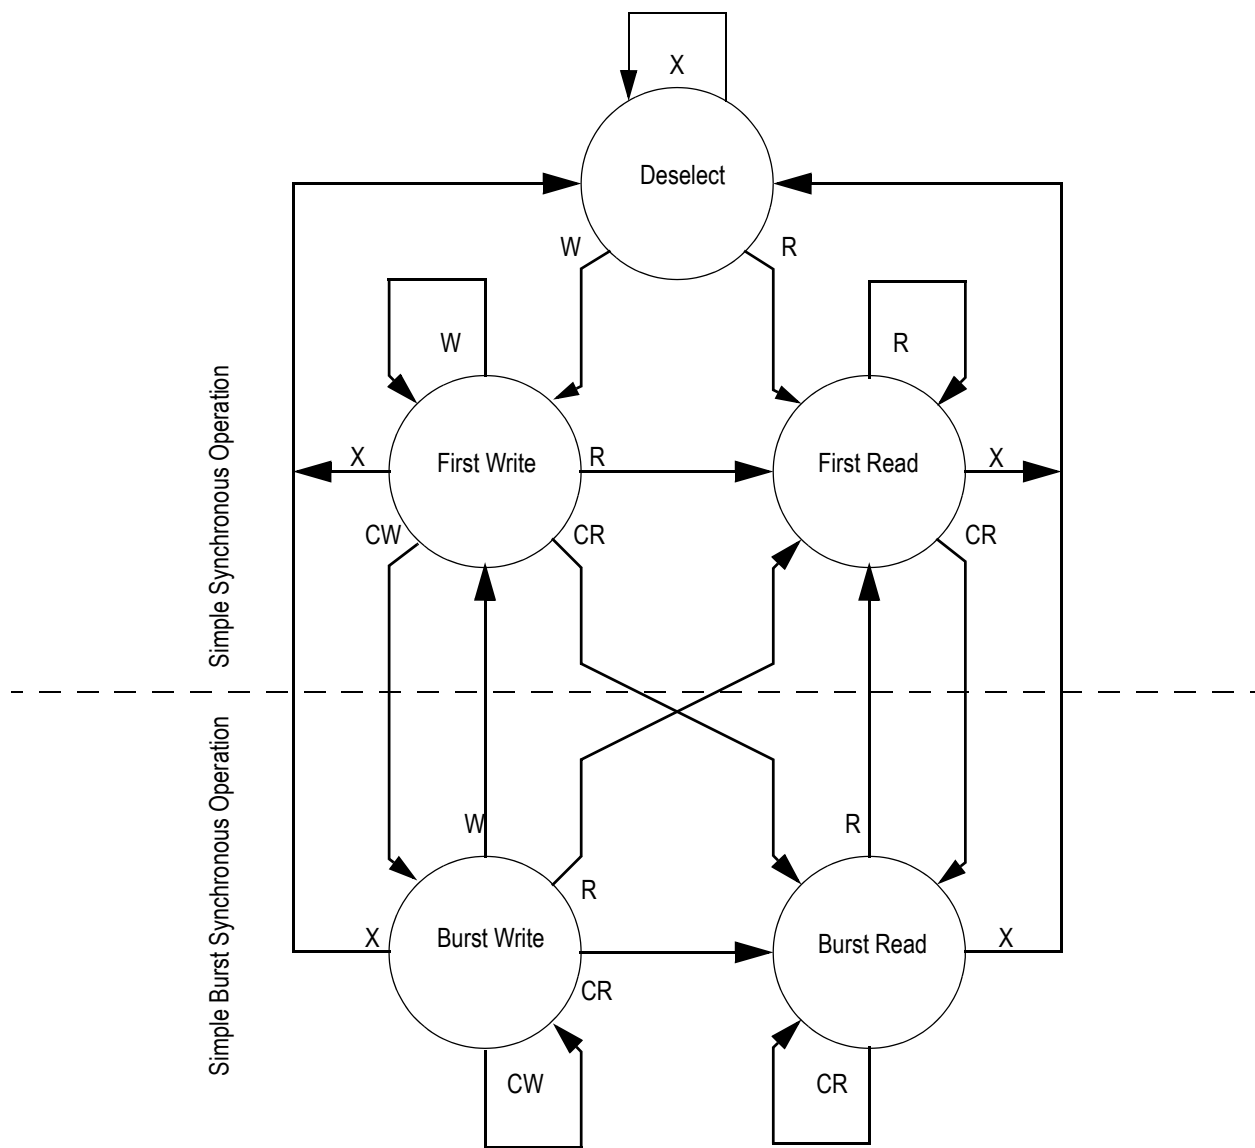 X
Deselect
W
R
W
R
Simple Synchronous Operation
X
First Write
R
First Read
X
CW
CR
CR
Simple Burst Synchronous Operation
W
R
R
X
Burst Write
Burst Read
X
CR
CW
CR